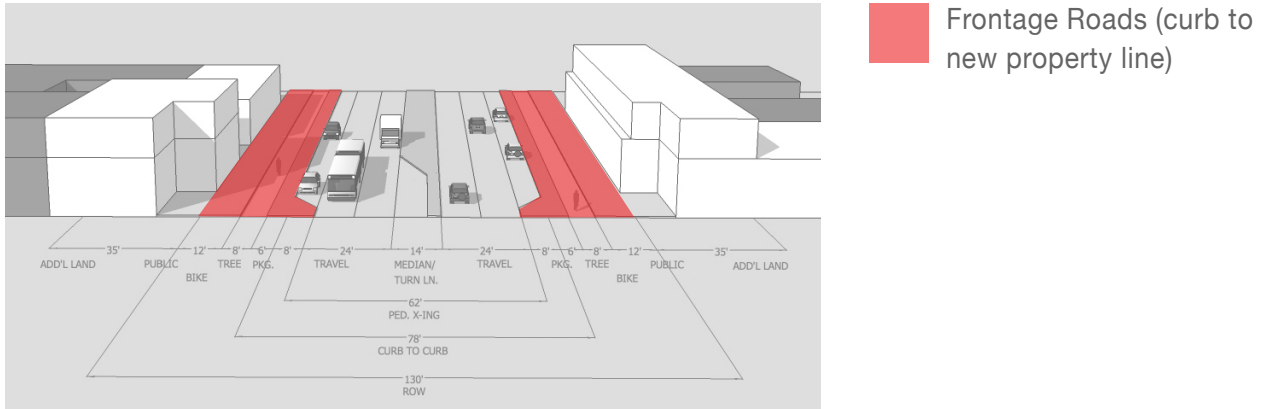 Frontage Roads (curb to
new property line)
35' 12' 8' 6' 8' 24' 14' 24' 8' 6' 8' 12' 35'
ADD'L LAND PUBLIC BIKE TREE PKG. TRAVEL MEDIAN/ TURN LN. TRAVEL PKG. TREE BIKE PUBLIC ADD'L LAND
62'
PED. X-ING
78'
CURB TO CURB
130'
ROW